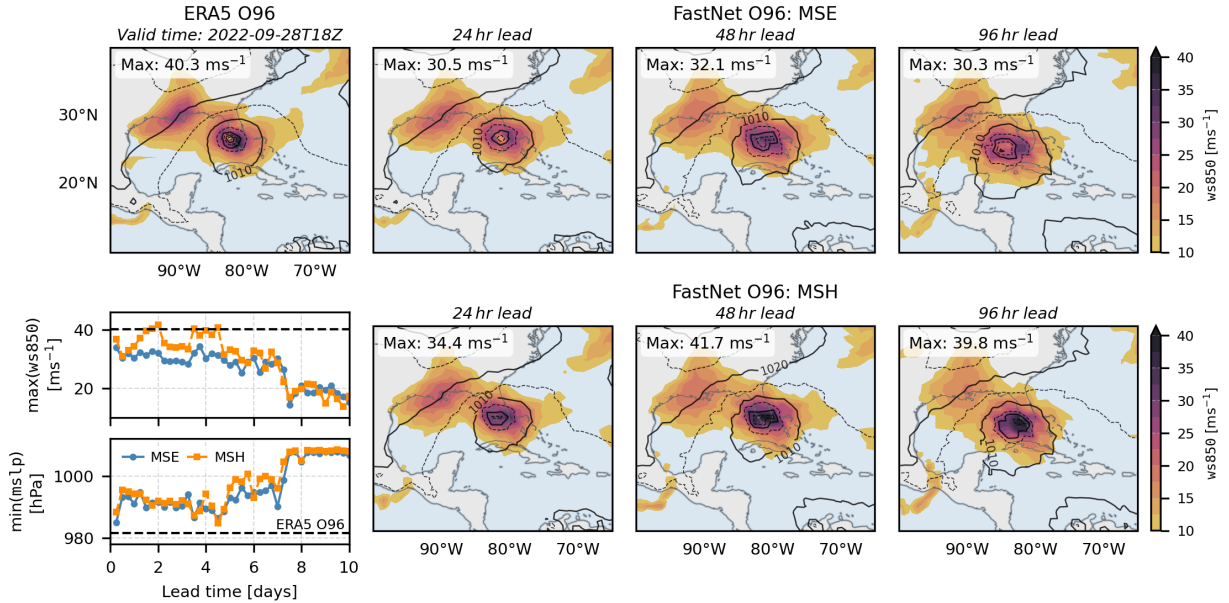 ERA5 O96
Valid time: 2022-09-28T18Z
FastNet O96: MSE
24 hr lead
48 hr lead
96 hr lead
Max: 40.3 ms⁻¹
Max: 30.5 ms⁻¹
Max: 32.1 ms⁻¹
Max: 30.3 ms⁻¹
30°N
20°N
1010
1010
1010
1010
90°W
80°W
70°W
40
35
30
25
20
15
10
ws850 [ms⁻¹]
FastNet O96: MSH
24 hr lead
48 hr lead
96 hr lead
Max: 34.4 ms⁻¹
Max: 41.7 ms⁻¹
Max: 39.8 ms⁻¹
1010
1020
1010
1010
90°W
80°W
70°W
90°W
80°W
70°W
90°W
80°W
70°W
40
35
30
25
20
15
10
ws850 [ms⁻¹]
max(ws850)
[ms⁻¹]
40
20
min(mslp)
[hPa]
1000
980
MSE
MSH
ERA5 O96
0
2
4
6
8
10
Lead time [days]